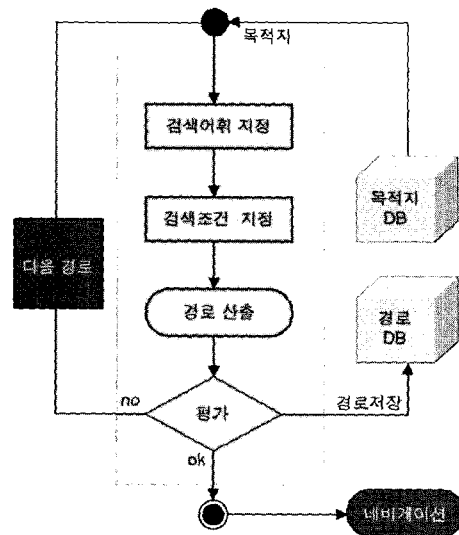 목적지
검색어휘 지정
검색조건 지정
목적지
DB
다음 경로
경로 산출
경로
DB
no
평가
경로저장
ok
네비게이션